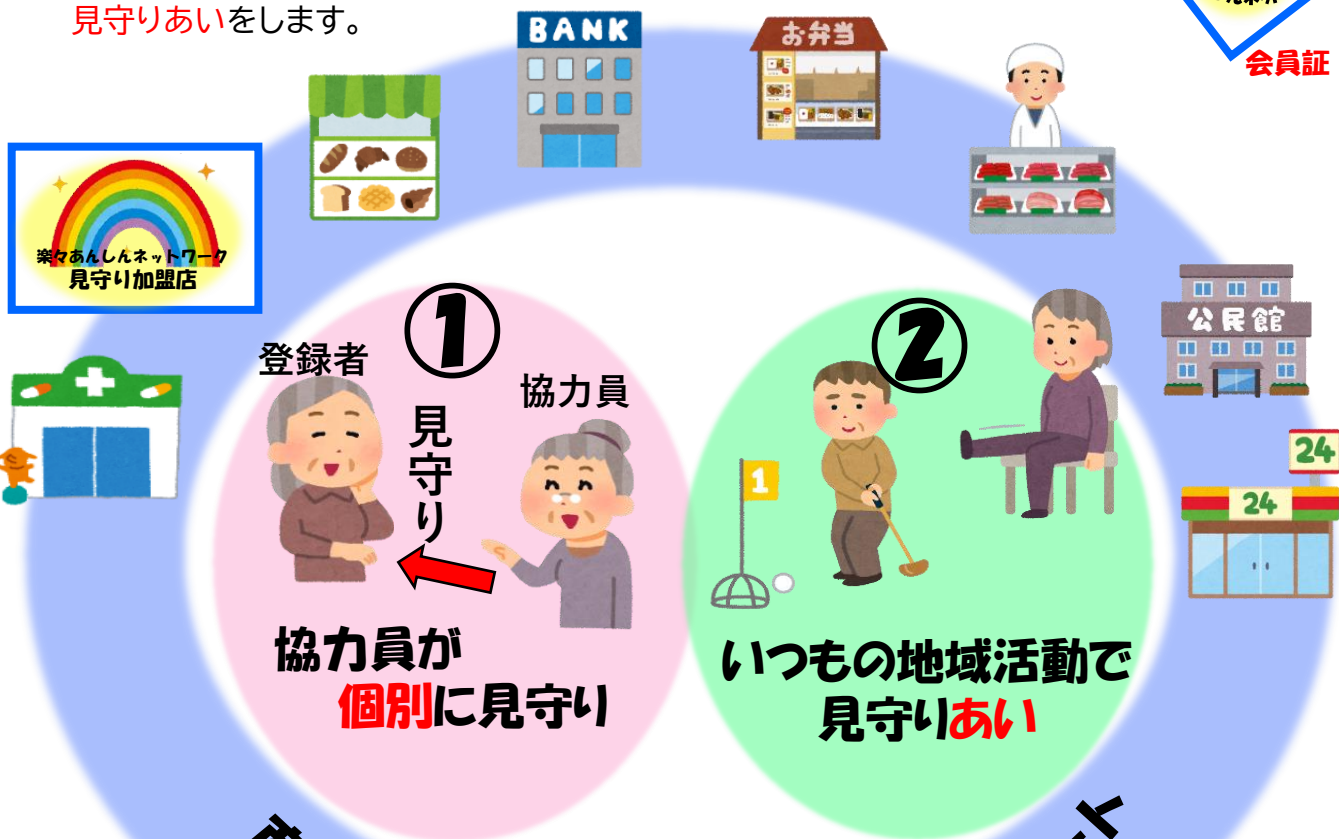 見守りあいをします。
BANK
お弁当
会員証
楽々あんしんネットワーク
見守り加盟店
公民館
24
24
①
登録者
見守り
協力員
協力員が
個別に見守り
②
1
いつもの地域活動で
見守りあい